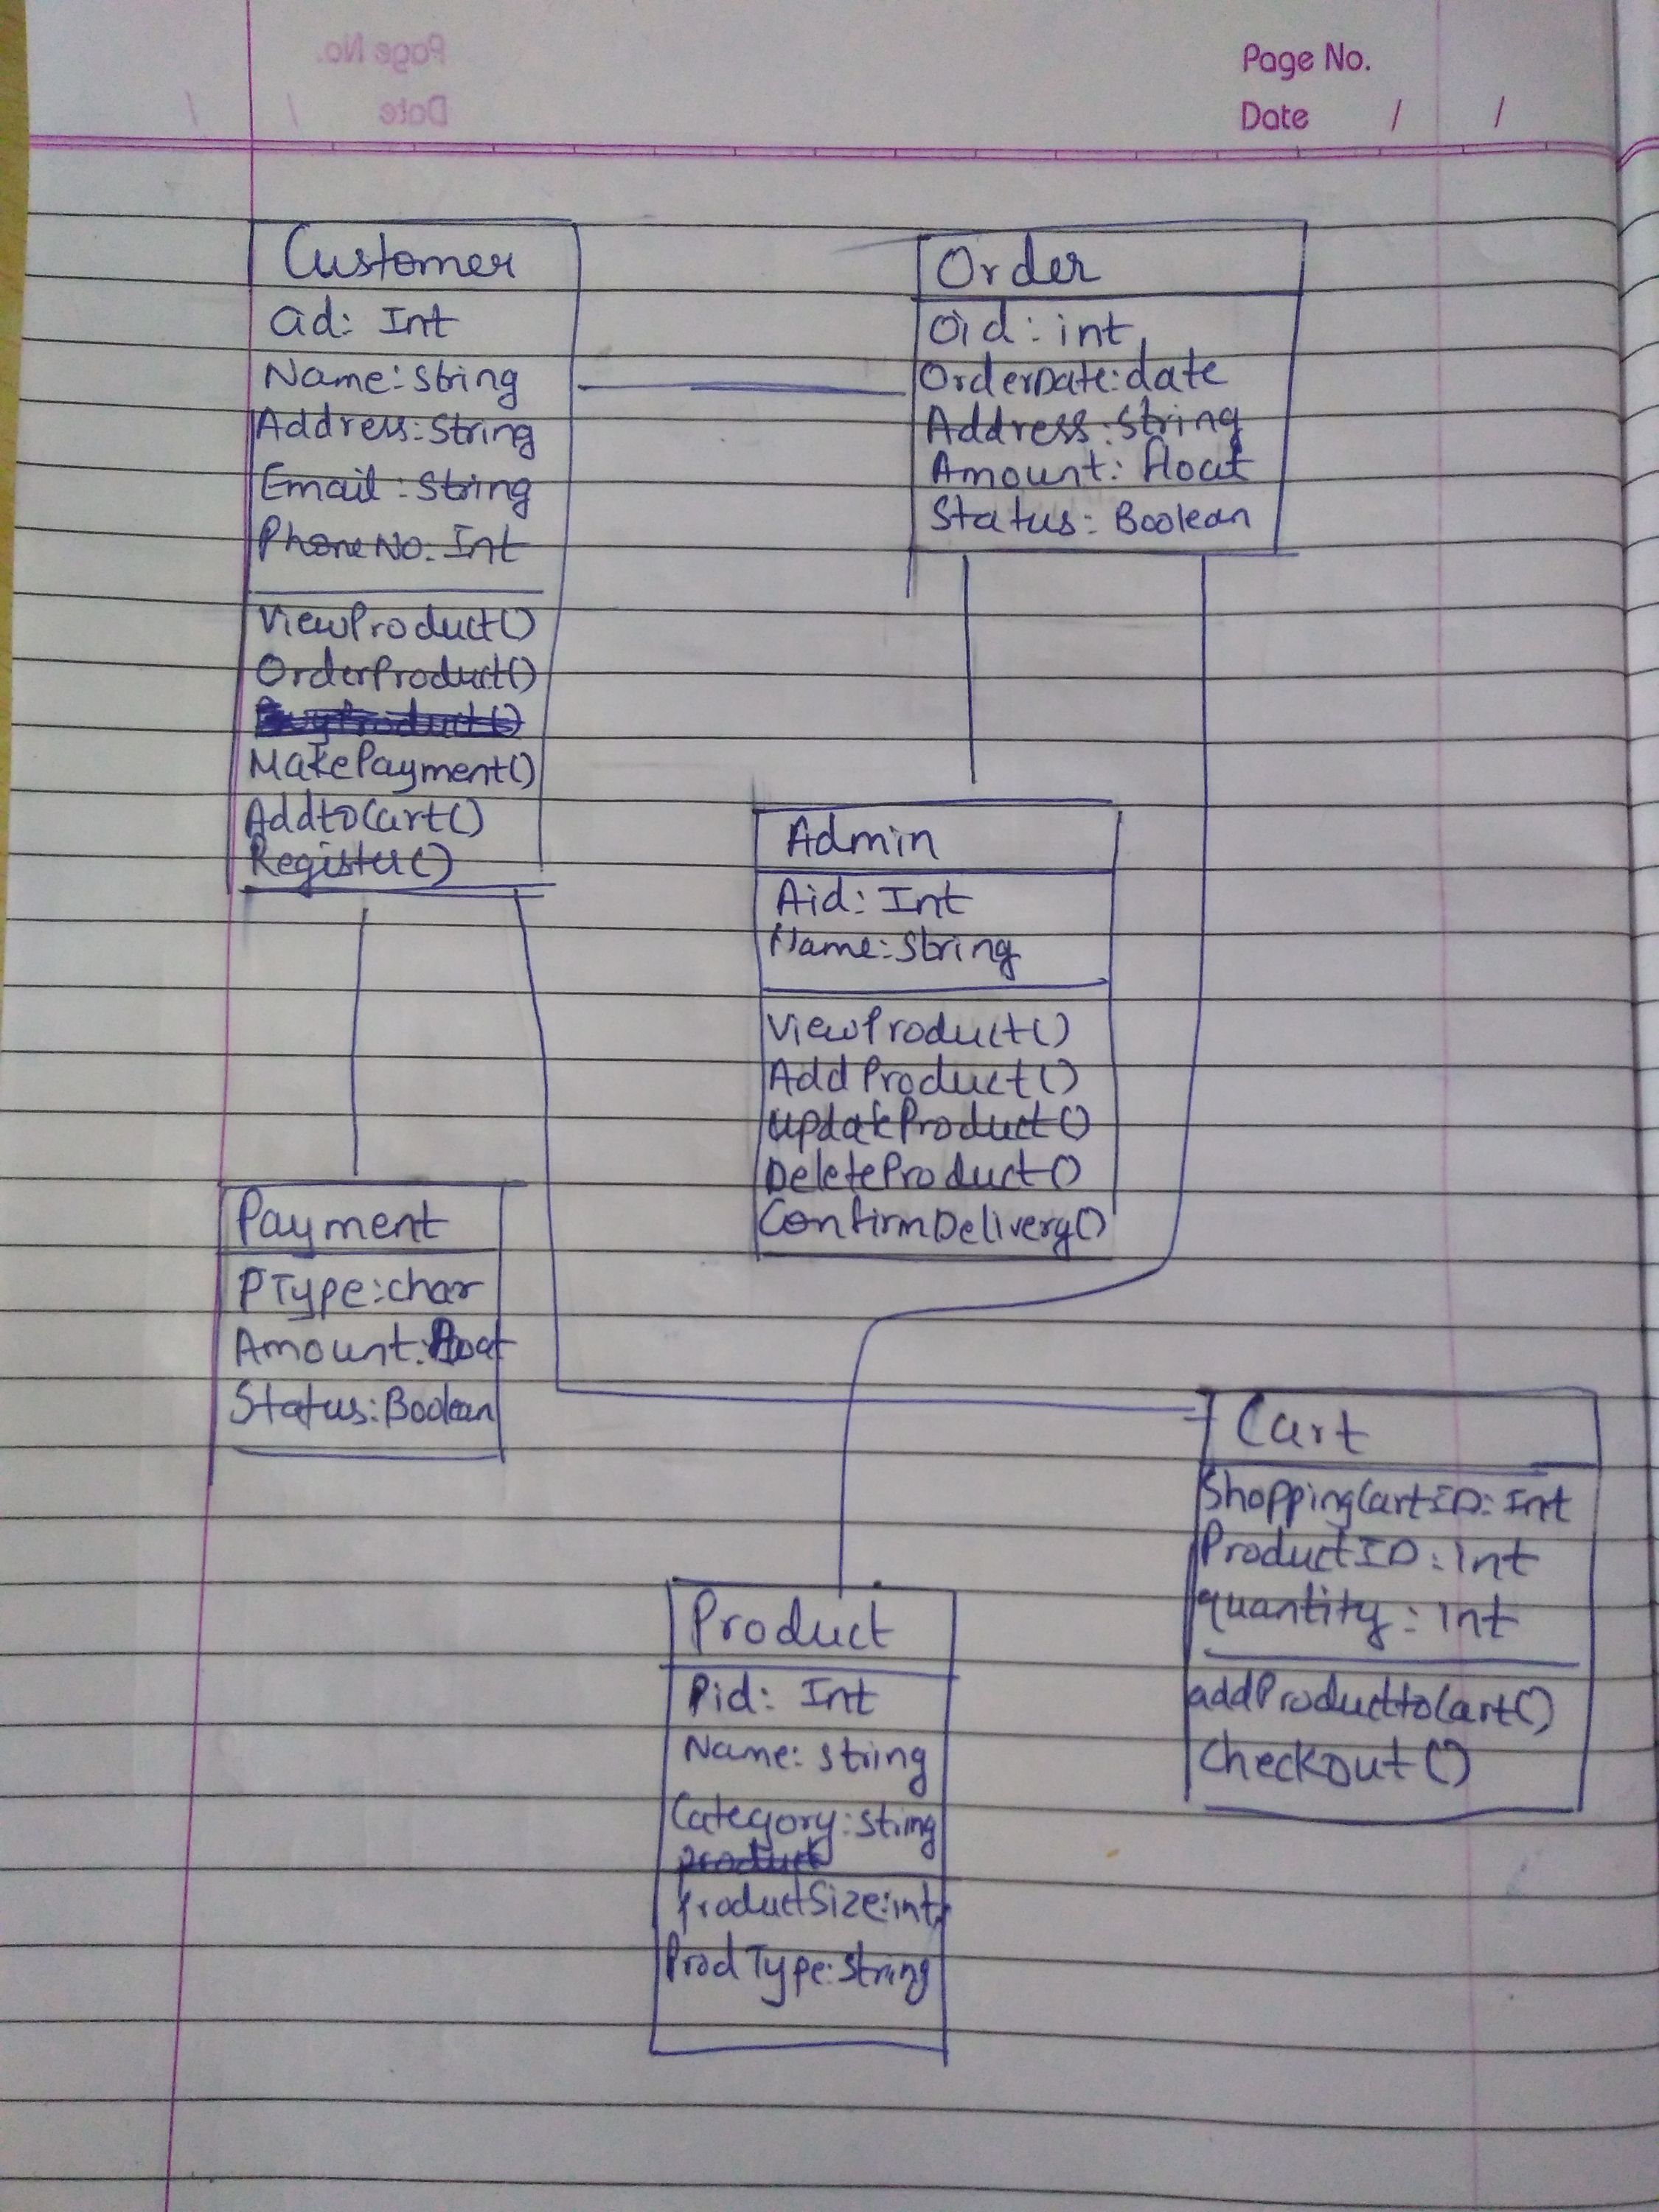 Page No.
Date / /
Customer
Cid: Int
Name: String
Address: String
Email: String
PhoneNo: Int
ViewProduct()
OrderProduct()
MakePayment()
AddtoCart()
Register()
Order
Oid: int
OrderDate: date
Address: String
Amount: float
Status: Boolean
Admin
Aid: Int
Name: String
ViewProduct()
AddProduct()
UpdateProduct()
DeleteProduct()
ConfirmDelivery()
Payment
PType: char
Amount: float
Status: Boolean
Cart
ShoppingCartID: Int
ProductID: Int
quantity: Int
addProducttoCart()
Checkout()
Product
Pid: Int
Name: String
Category: String
ProductSize: int
ProdType: String